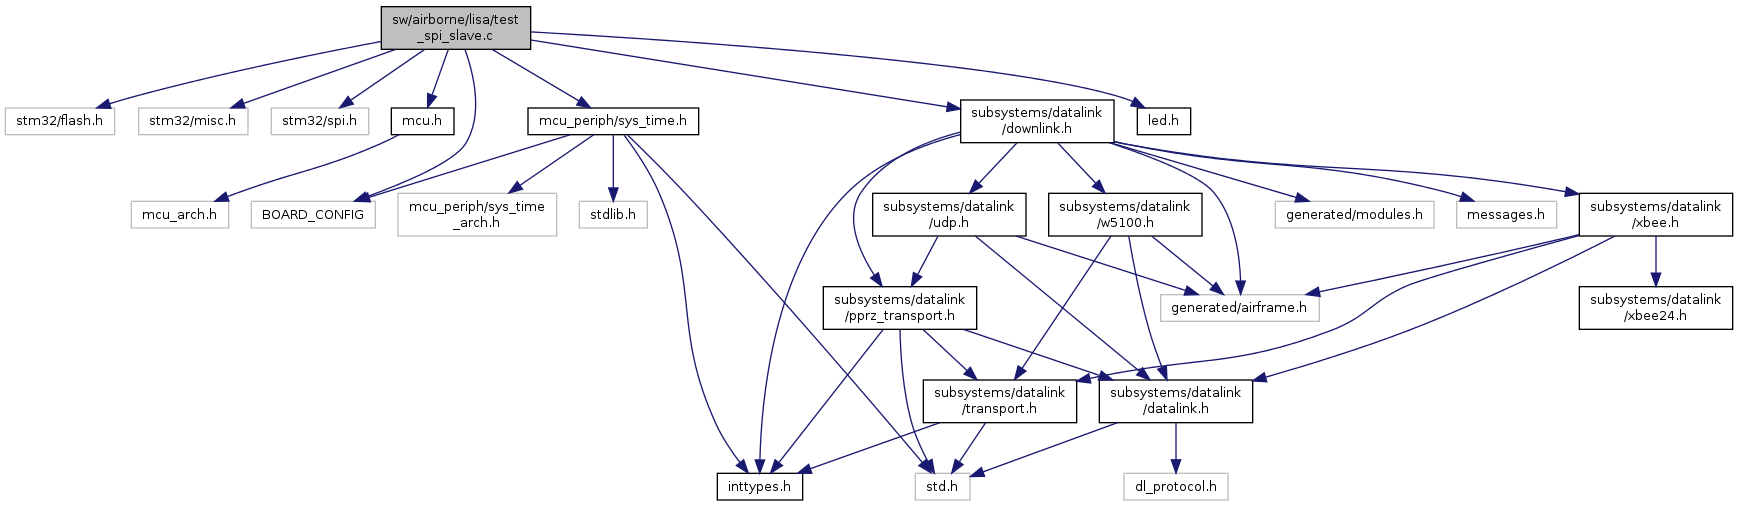 sw/airborne/lisa/test
_spi_slave.c
stm32/flash.h
stm32/misc.h
stm32/spi.h
mcu.h
mcu_periph/sys_time.h
subsystems/datalink
/downlink.h
led.h
mcu_arch.h
BOARD_CONFIG
mcu_periph/sys_time
_arch.h
stdlib.h
subsystems/datalink
/udp.h
subsystems/datalink
/w5100.h
generated/modules.h
messages.h
subsystems/datalink
/xbee.h
subsystems/datalink
/pprz_transport.h
generated/airframe.h
subsystems/datalink
/xbee24.h
subsystems/datalink
/transport.h
subsystems/datalink
/datalink.h
inttypes.h
std.h
dl_protocol.h